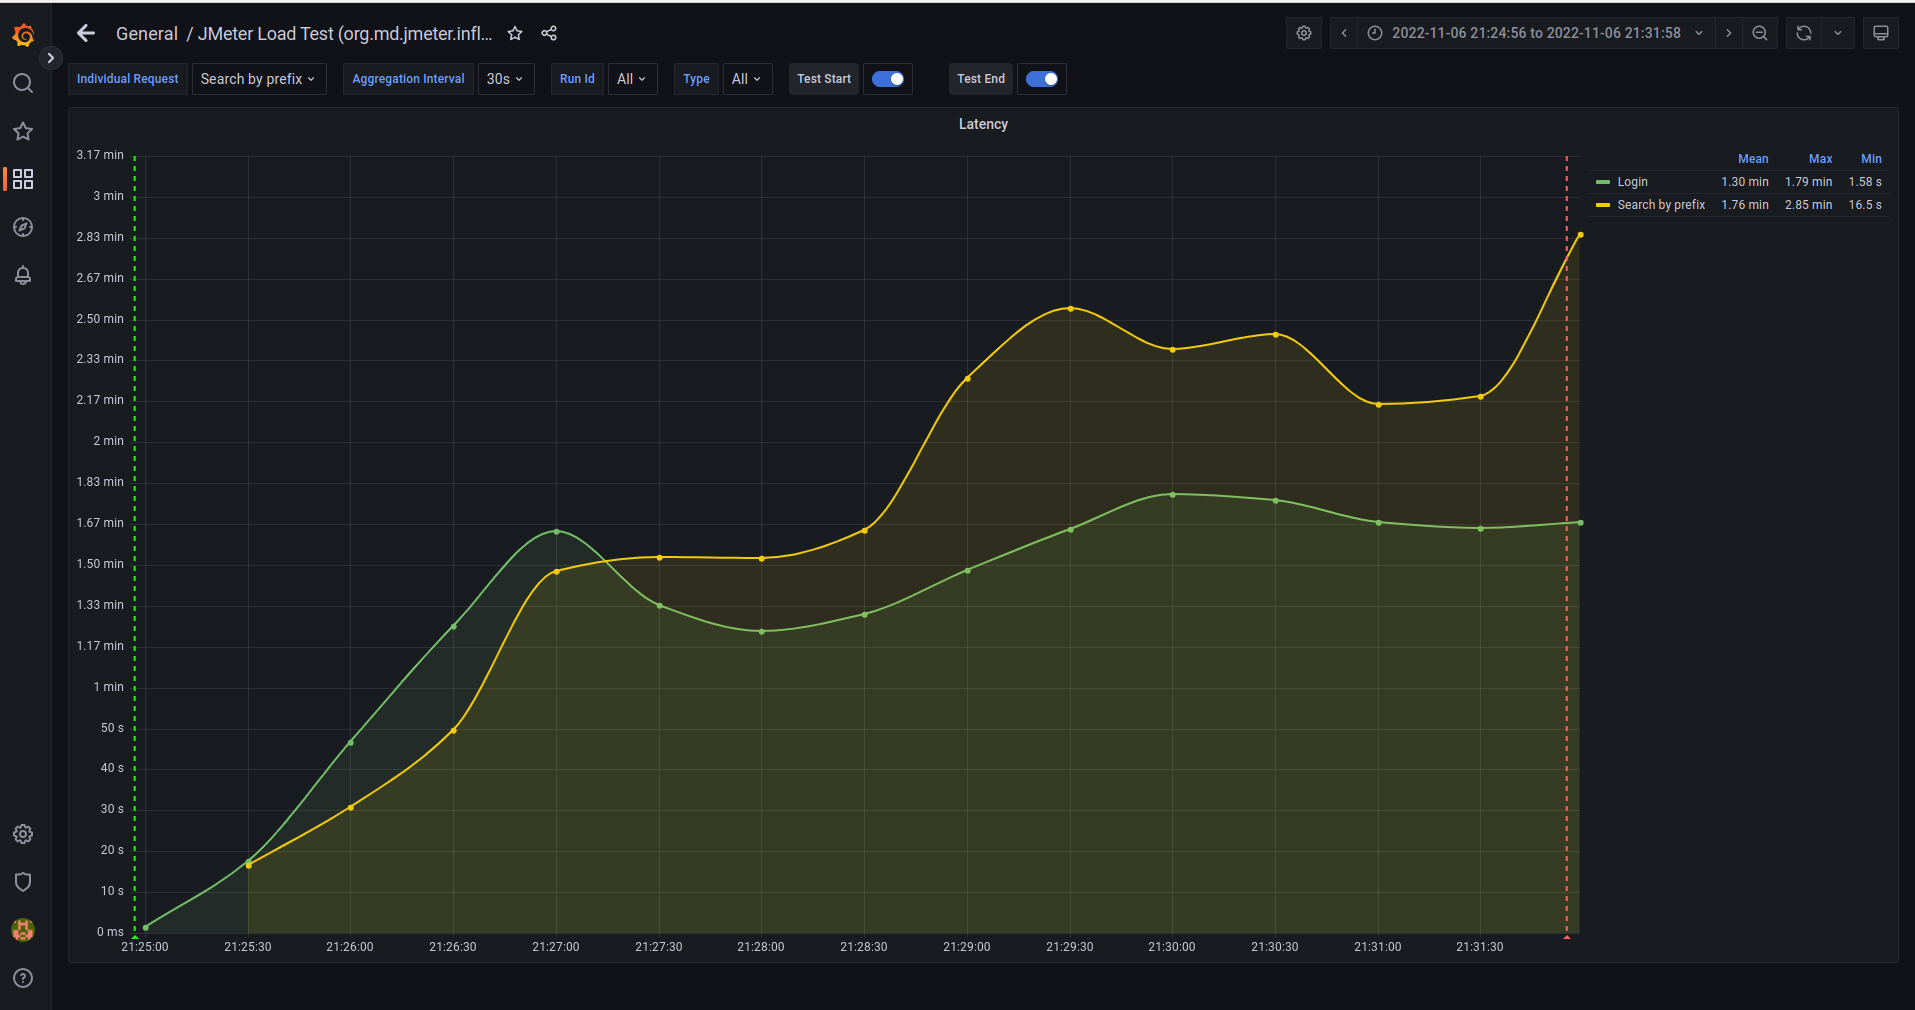 General / JMeter Load Test (org.md.jmeter.infl...
2022-11-06 21:24:56 to 2022-11-06 21:31:58
Individual Request Search by prefix Aggregation Interval 30s Run Id All Type All Test Start Test End
Latency
3.17 min
3 min
2.83 min
2.67 min
2.50 min
2.33 min
2.17 min
2 min
1.83 min
1.67 min
1.50 min
1.33 min
1.17 min
1 min
50 s
40 s
30 s
20 s
10 s
0 ms
21:25:00 21:25:30 21:26:00 21:26:30 21:27:00 21:27:30 21:28:00 21:28:30 21:29:00 21:29:30 21:30:00 21:30:30 21:31:00 21:31:30
Mean Max Min
Login 1.30 min 1.79 min 1.58 s
Search by prefix 1.76 min 2.85 min 16.5 s